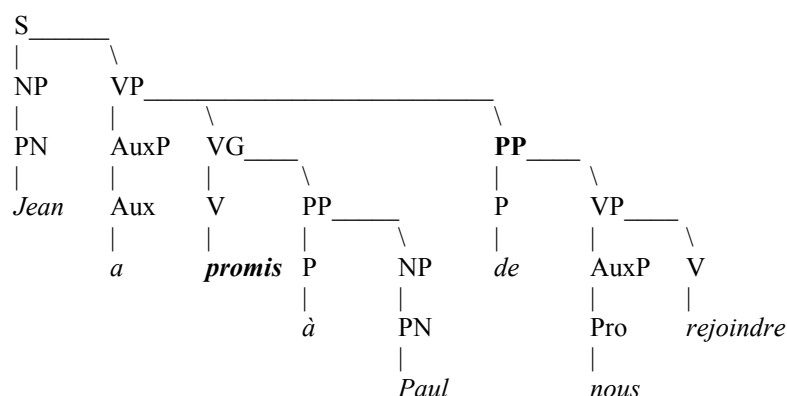 S
NP VP
PN AuxP VG PP
Jean Aux V PP P VP
a promis P NP de AuxP V
à PN Pro rejoindre
Paul nous